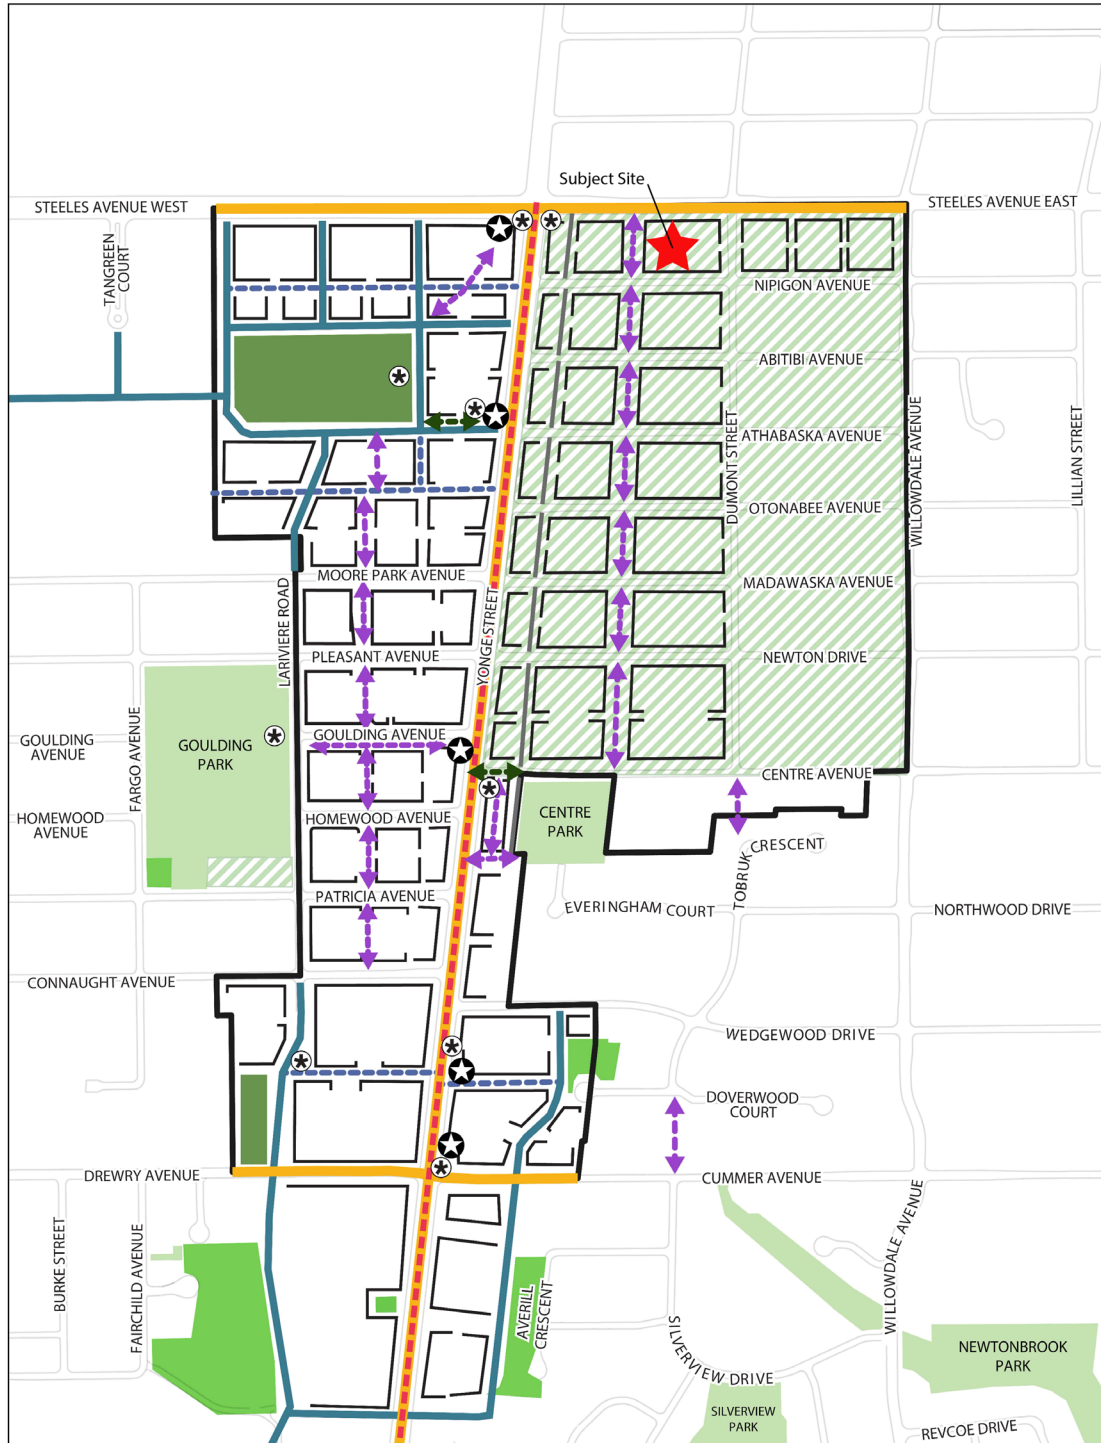 Subject Site
STEELES AVENUE WEST
STEELES AVENUE EAST
TANGREEN
COURT
NIPIGON AVENUE
ABITIBI AVENUE
ATHABASKA AVENUE
DUMONT STREET
WILLOWDALE AVENUE
LILLIAN STREET
OTONABEE AVENUE
MOORE PARK AVENUE
MADAWASKA AVENUE
LARIVIERE ROAD
YONGE STREET
PLEASANT AVENUE
NEWTON DRIVE
GOULDING
AVENUE
FARGO AVENUE
GOULDING
PARK
GOULDING AVENUE
CENTRE AVENUE
HOMEWOOD
AVENUE
HOMEWOOD AVENUE
CENTRE
PARK
TOBRUK CRESCENT
PATRICIA AVENUE
EVERINGHAM COURT
NORTHWOOD DRIVE
CONNAUGHT AVENUE
WEDGEWOOD DRIVE
DOVERWOOD
COURT
DREWRY AVENUE
CUMMER AVENUE
BURKE STREET
FAIRCHILD AVENUE
AVERILL
CRESCENT
WILLOWDALE AVENUE
SILVERVIEW DRIVE
NEWTONBROOK
PARK
SILVERVIEW
PARK
REVCOE DRIVE